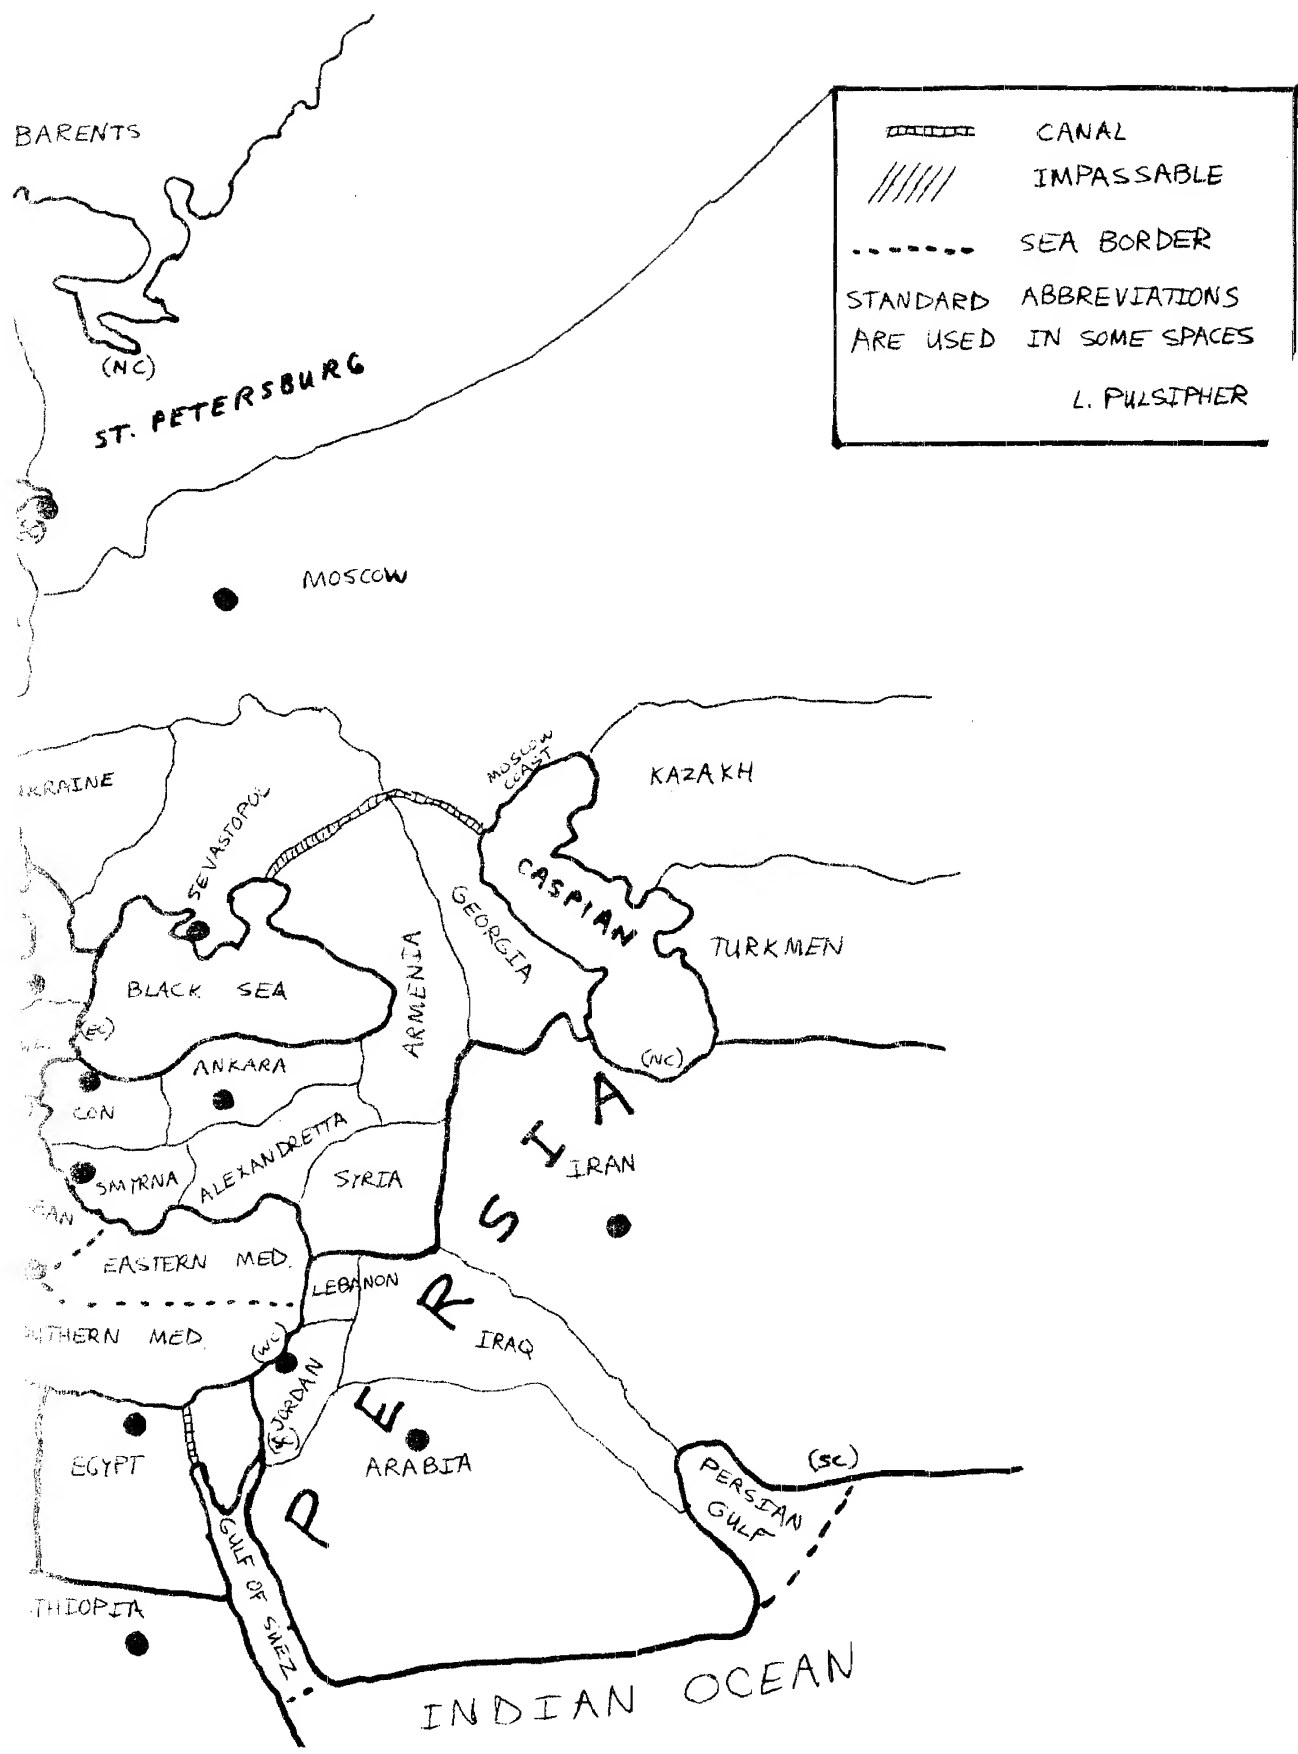 BARENTS
CANAL
IMPASSABLE
SEA BORDER
STANDARD ABBREVIATIONS
ARE USED IN SOME SPACES
L. PULSIPHER
(NC)
ST. PETERSBURG
MOSCOW
MOSCOW
COAST
KAZAKH
KRAINE
SEVASTOPOL
CASPIAN
GEORGIA
TURKMEN
ARMENIA
BLACK SEA
(EC)
(NC)
ANKARA
CON
PERSIA
IRAN
ALEXANDRETTA
SMYRNA
SYRIA
EASTERN MED.
LEBANON
THERN MED.
(WC)
IRAQ
JORDAN
EGYPT
ARABIA
(SC)
PERSIAN
GULF
GULF OF SUEZ
THIOPIA
INDIAN OCEAN